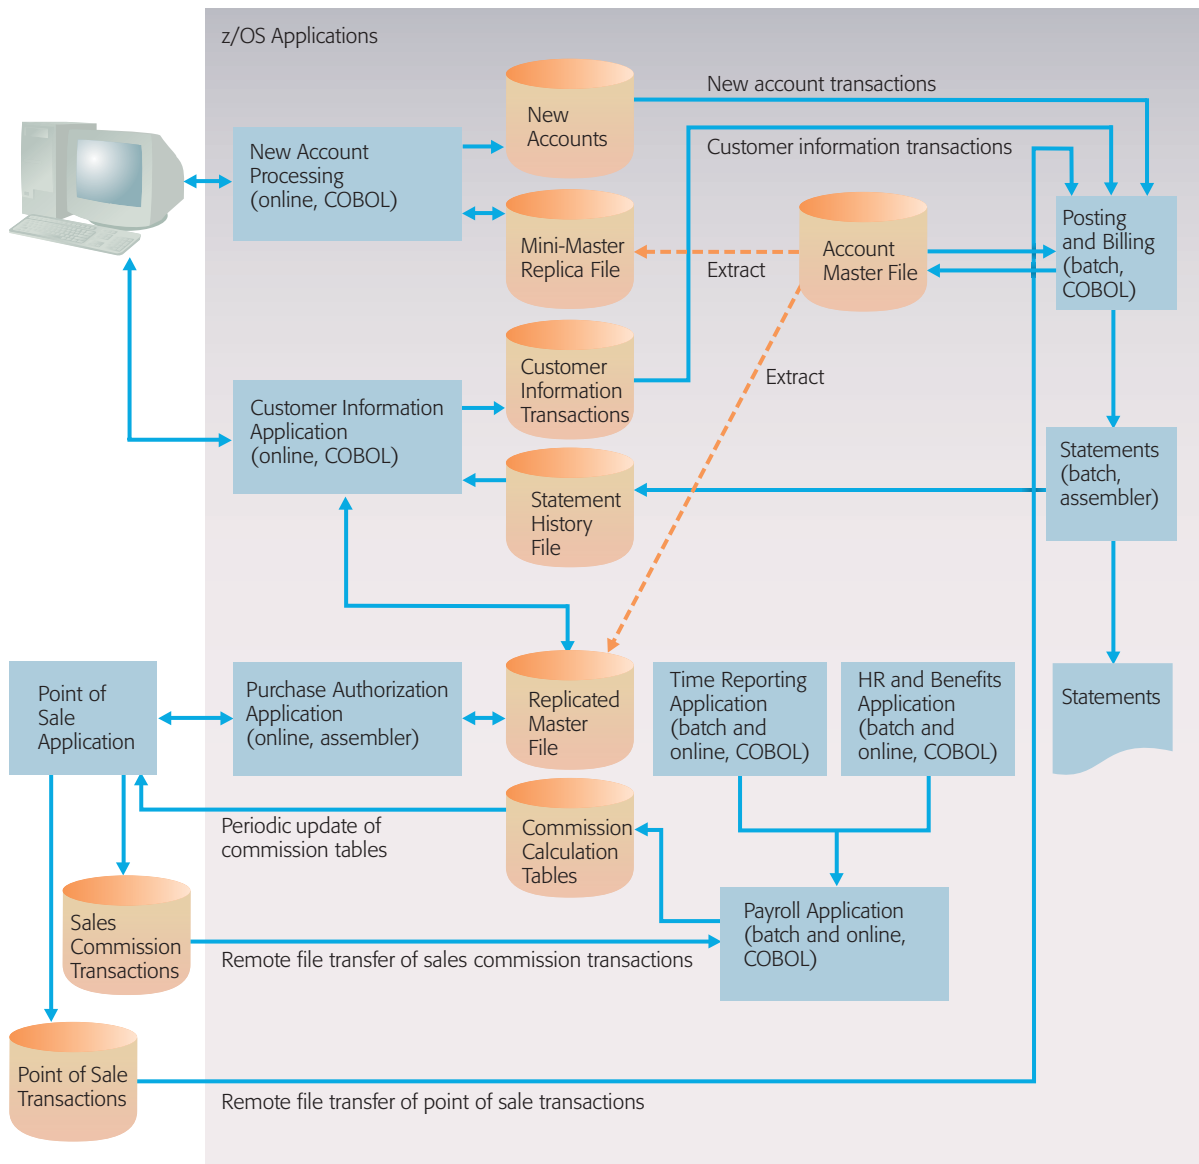 z/OS Applications
New account transactions
New
Accounts
Customer information transactions
New Account
Processing
(online, COBOL)
Mini-Master
Replica File
Extract
Account
Master File
Posting
and Billing
(batch,
COBOL)
Customer
Information
Transactions
Extract
Customer Information
Application
(online, COBOL)
Statement
History
File
Statements
(batch,
assembler)
Point of
Sale
Application
Purchase Authorization
Application
(online, assembler)
Replicated
Master
File
Time Reporting
Application
(batch and
online, COBOL)
HR and Benefits
Application
(batch and
online, COBOL)
Statements
Periodic update of
commission tables
Commission
Calculation
Tables
Sales
Commission
Transactions
Payroll Application
(batch and online,
COBOL)
Remote file transfer of sales commission transactions
Point of Sale
Transactions
Remote file transfer of point of sale transactions